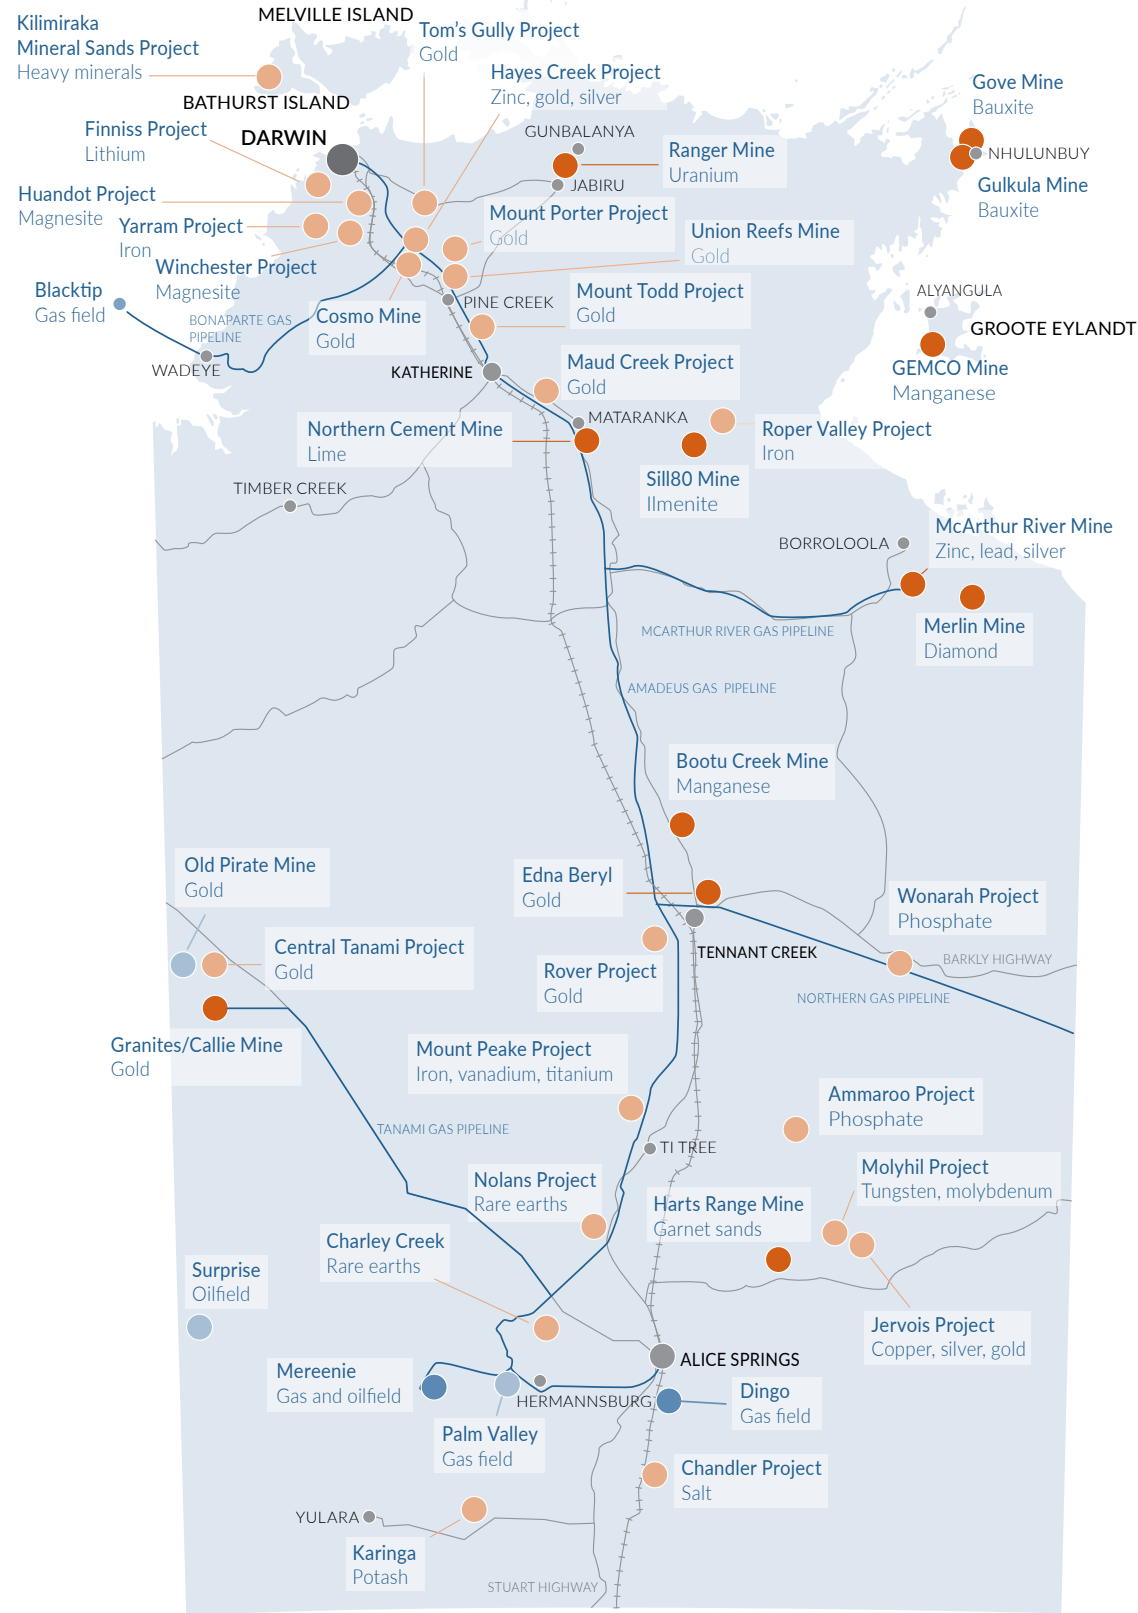 Kilimiraka
Mineral Sands Project
Heavy minerals
MELVILLE ISLAND
Tom’s Gully Project
Gold
Hayes Creek Project
Zinc, gold, silver
BATHURST ISLAND
Finniss Project
Lithium
DARWIN
GUNBALANYA
Ranger Mine
Uranium
JABIRU
Gove Mine
Bauxite
NHULUNBUY
Gulkula Mine
Bauxite
Huandot Project
Magnesite
Yarram Project
Iron
Winchester Project
Magnesite
Mount Porter Project
Gold
Union Reefs Mine
Gold
Blacktip
Gas field
BONAPARTE GAS
PIPELINE
WADEYE
Cosmo Mine
Gold
PINE CREEK
Mount Todd Project
Gold
ALYANGULA
GROOTE EYLANDT
GEMCO Mine
Manganese
KATHERINE
Maud Creek Project
Gold
MATARANKA
Northern Cement Mine
Lime
Roper Valley Project
Iron
Sill80 Mine
Ilmenite
TIMBER CREEK
BORROLOOLA
McArthur River Mine
Zinc, lead, silver
Merlin Mine
Diamond
MCARTHUR RIVER GAS PIPELINE
AMADEUS GAS PIPELINE
Bootu Creek Mine
Manganese
Old Pirate Mine
Gold
Edna Beryl
Gold
Wonarah Project
Phosphate
Central Tanami Project
Gold
TENNANT CREEK
BARKLY HIGHWAY
Rover Project
Gold
NORTHERN GAS PIPELINE
Granites/Callie Mine
Gold
Mount Peake Project
Iron, vanadium, titanium
Ammaroo Project
Phosphate
TANAMI GAS PIPELINE
TI TREE
Molyhil Project
Tungsten, molybdenum
Nolans Project
Rare earths
Harts Range Mine
Garnet sands
Charley Creek
Rare earths
Surprise
Oilfield
Jervois Project
Copper, silver, gold
ALICE SPRINGS
Mereenie
Gas and oilfield
HERMANNSBURG
Dingo
Gas field
Palm Valley
Gas field
Chandler Project
Salt
YULARA
Karinga
Potash
STUART HIGHWAY